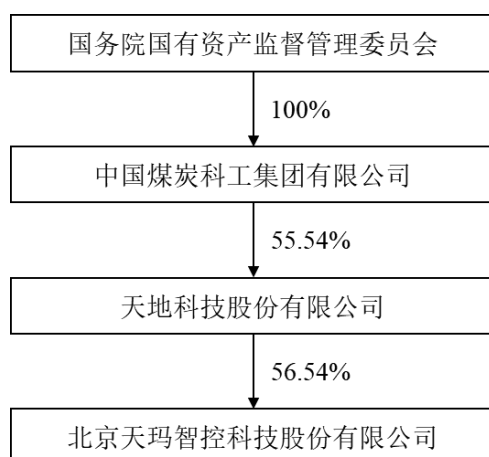 国务院国有资产监督管理委员会
100%
中国煤炭科工集团有限公司
55.54%
天地科技股份有限公司
56.54%
北京天玛智控科技股份有限公司